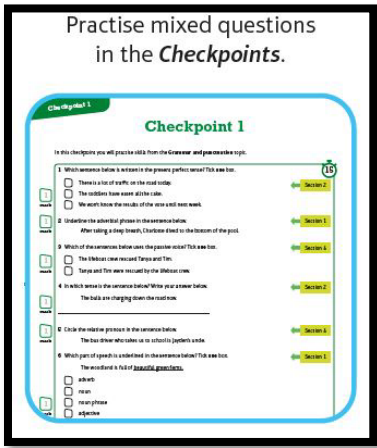 Practise mixed questions
in the Checkpoints.
Checkpoint 1
Checkpoint 1
In this checkpoint you will practise skills from the Grammar and punctuation topic.
15
1 Which sentence below is written in the present perfect tense? Tick one box.
There is a lot of traffic on the road today.
Section 2
The toddlers have eaten all the cake.
1
We won't know the results of the vote until next week.
mark
2 Underline the adverbial phrase in the sentence below.
Section 1
1
After taking a deep breath, Charlotte dived to the bottom of the pool.
mark
3 Which of the sentences below uses the passive voice? Tick one box.
Section 6
The lifeboat crew rescued Tanya and Tim.
1
Tanya and Tim were rescued by the lifeboat crew.
mark
4 In which tense is the sentence below? Write your answer below.
Section 2
The bulls are charging down the road now.
1
mark
5 Circle the relative pronoun in the sentence below.
Section 4
1
The bus driver who takes us to school is Jayden's uncle.
mark
6 Which part of speech is underlined in the sentence below? Tick one box.
Section 1
The woodland is full of beautiful green ferns.
adverb
noun
noun phrase
1
adjective
mark